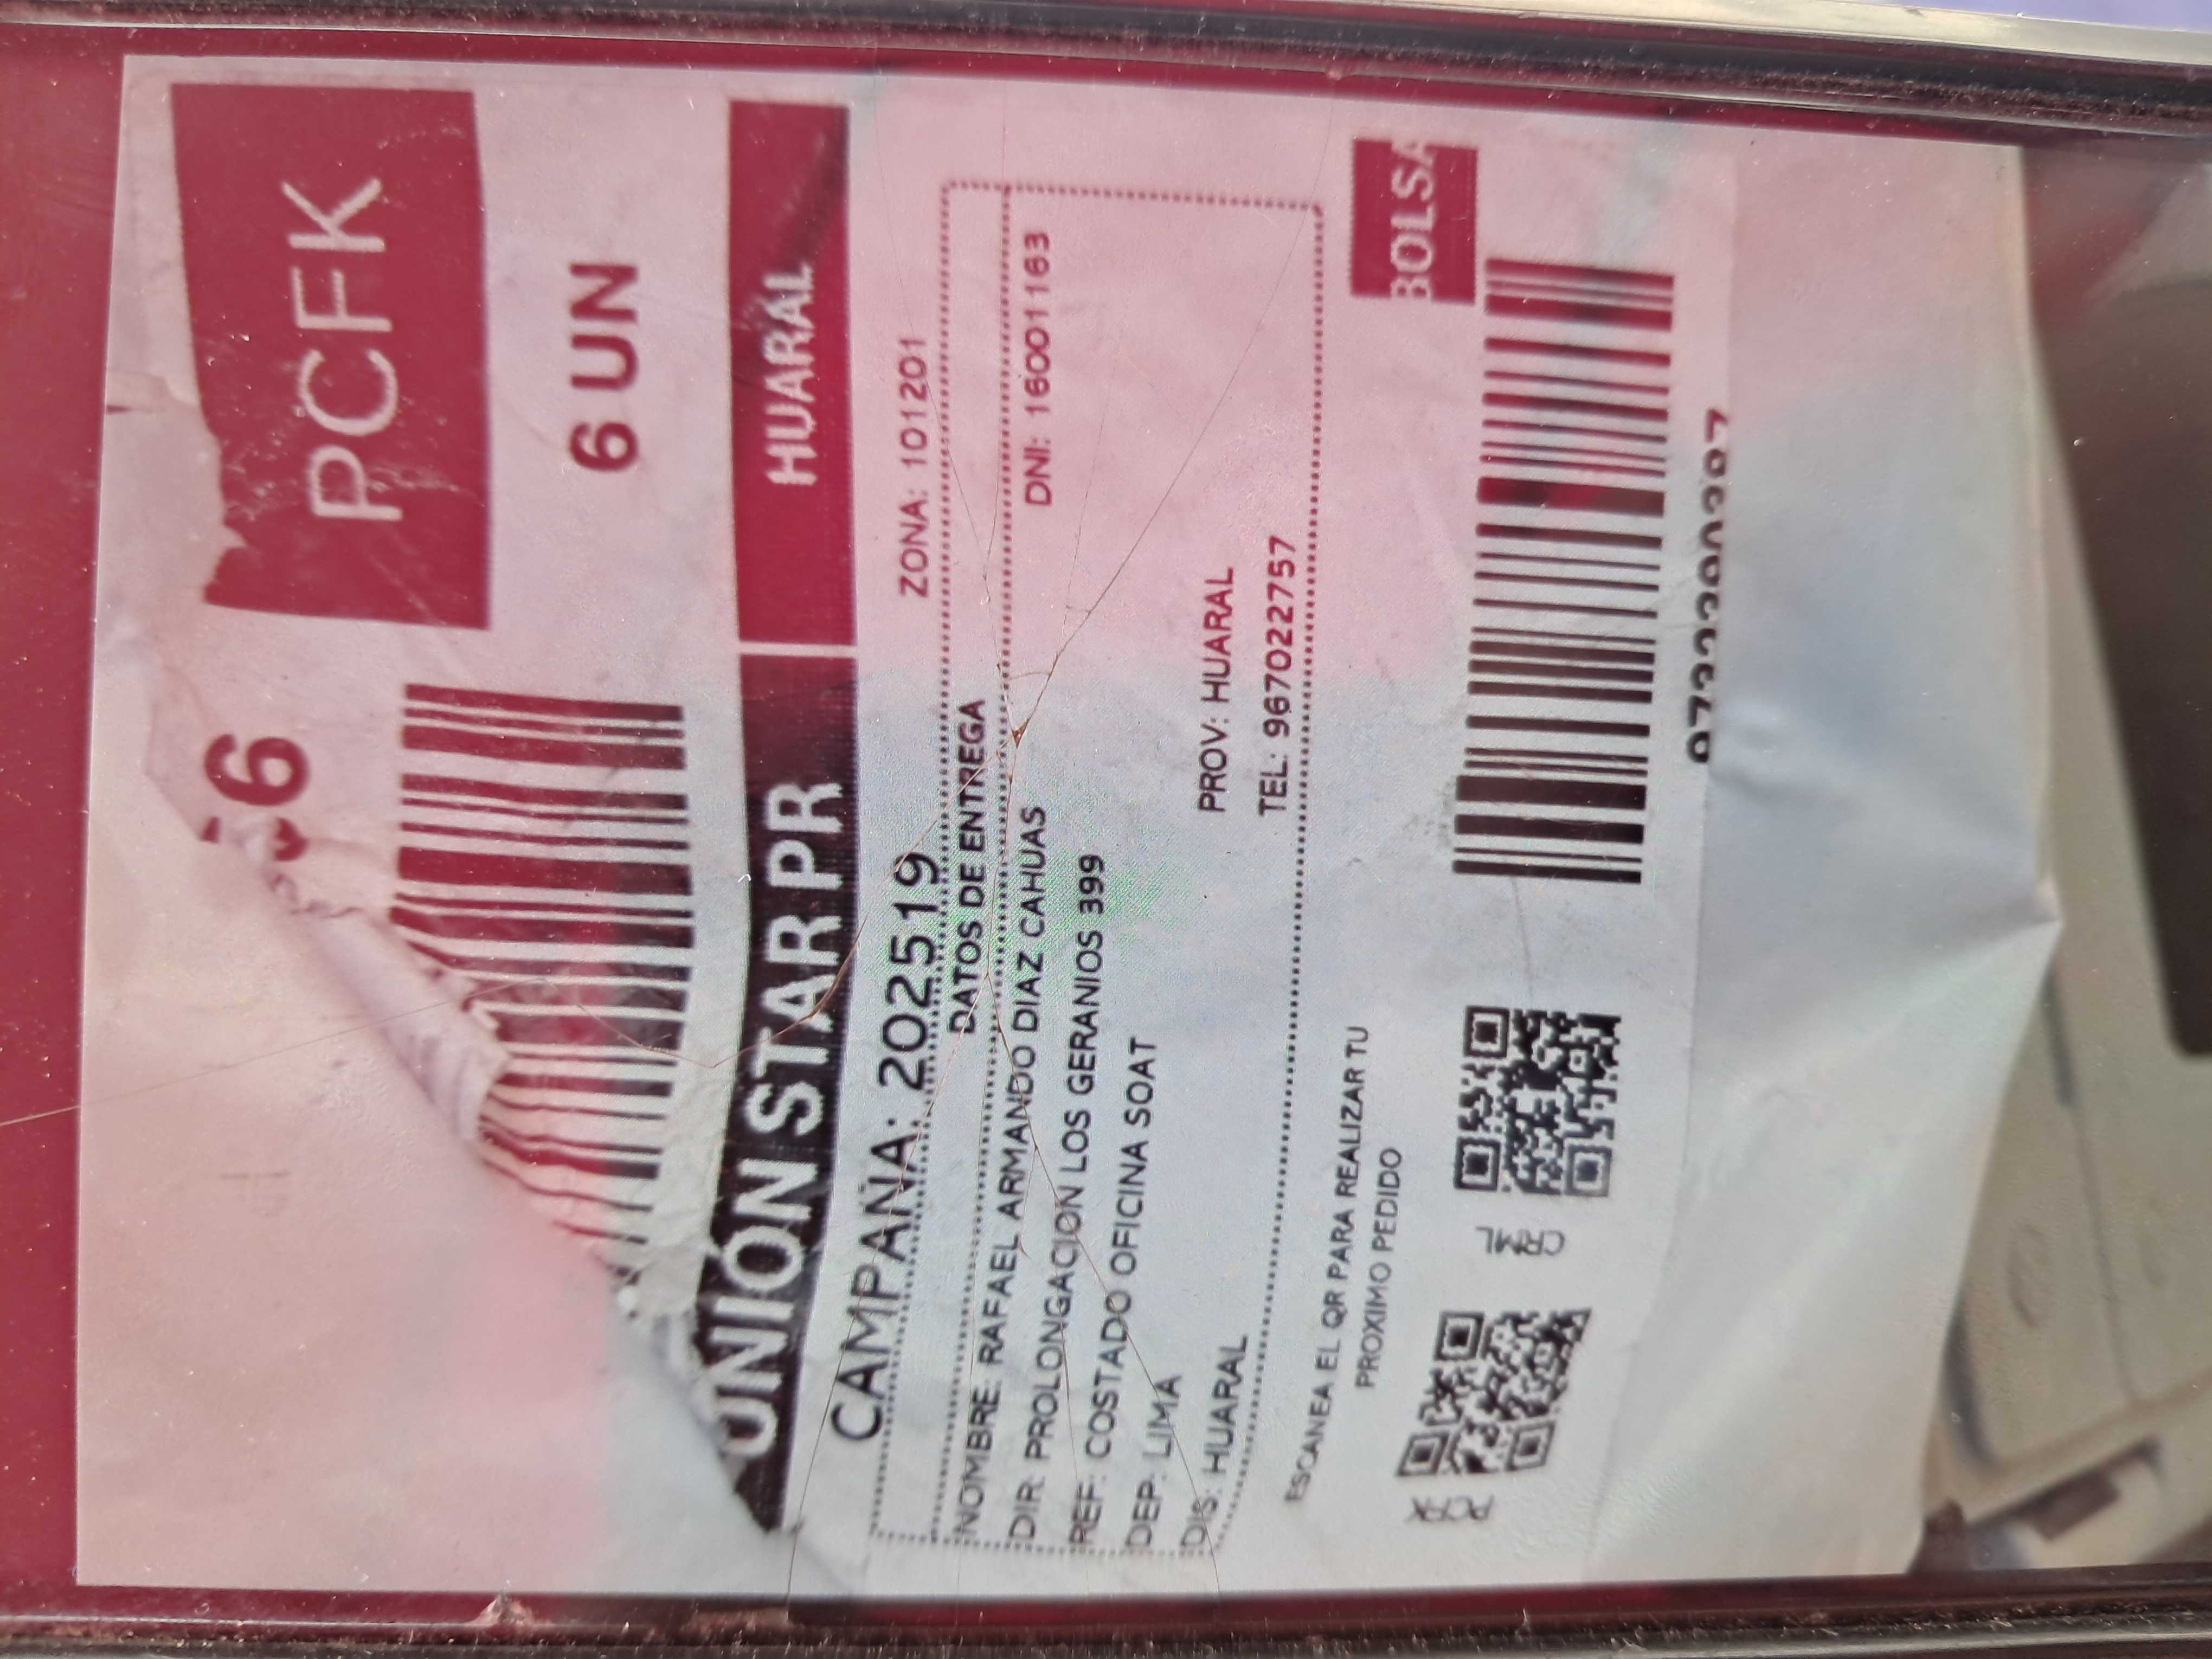 PCFK
6
6 UN
UNIÓN STAR PR HUARAL
CAMPAÑA: 202519 ZONA: 101201
DATOS DE ENTREGA
NOMBRE: RAFAEL ARMANDO DIAZ CAHUAS DNI: 16001163
DIR: PROLONGACION LOS GERANIOS 399
REF: COSTADO OFICINA SOAT
DEP: LIMA PROV: HUARAL
DIS: HUARAL TEL: 967022757
ESCANEA EL QR PARA REALIZAR TU
PROXIMO PEDIDO
BOLSA
PCFK CRML